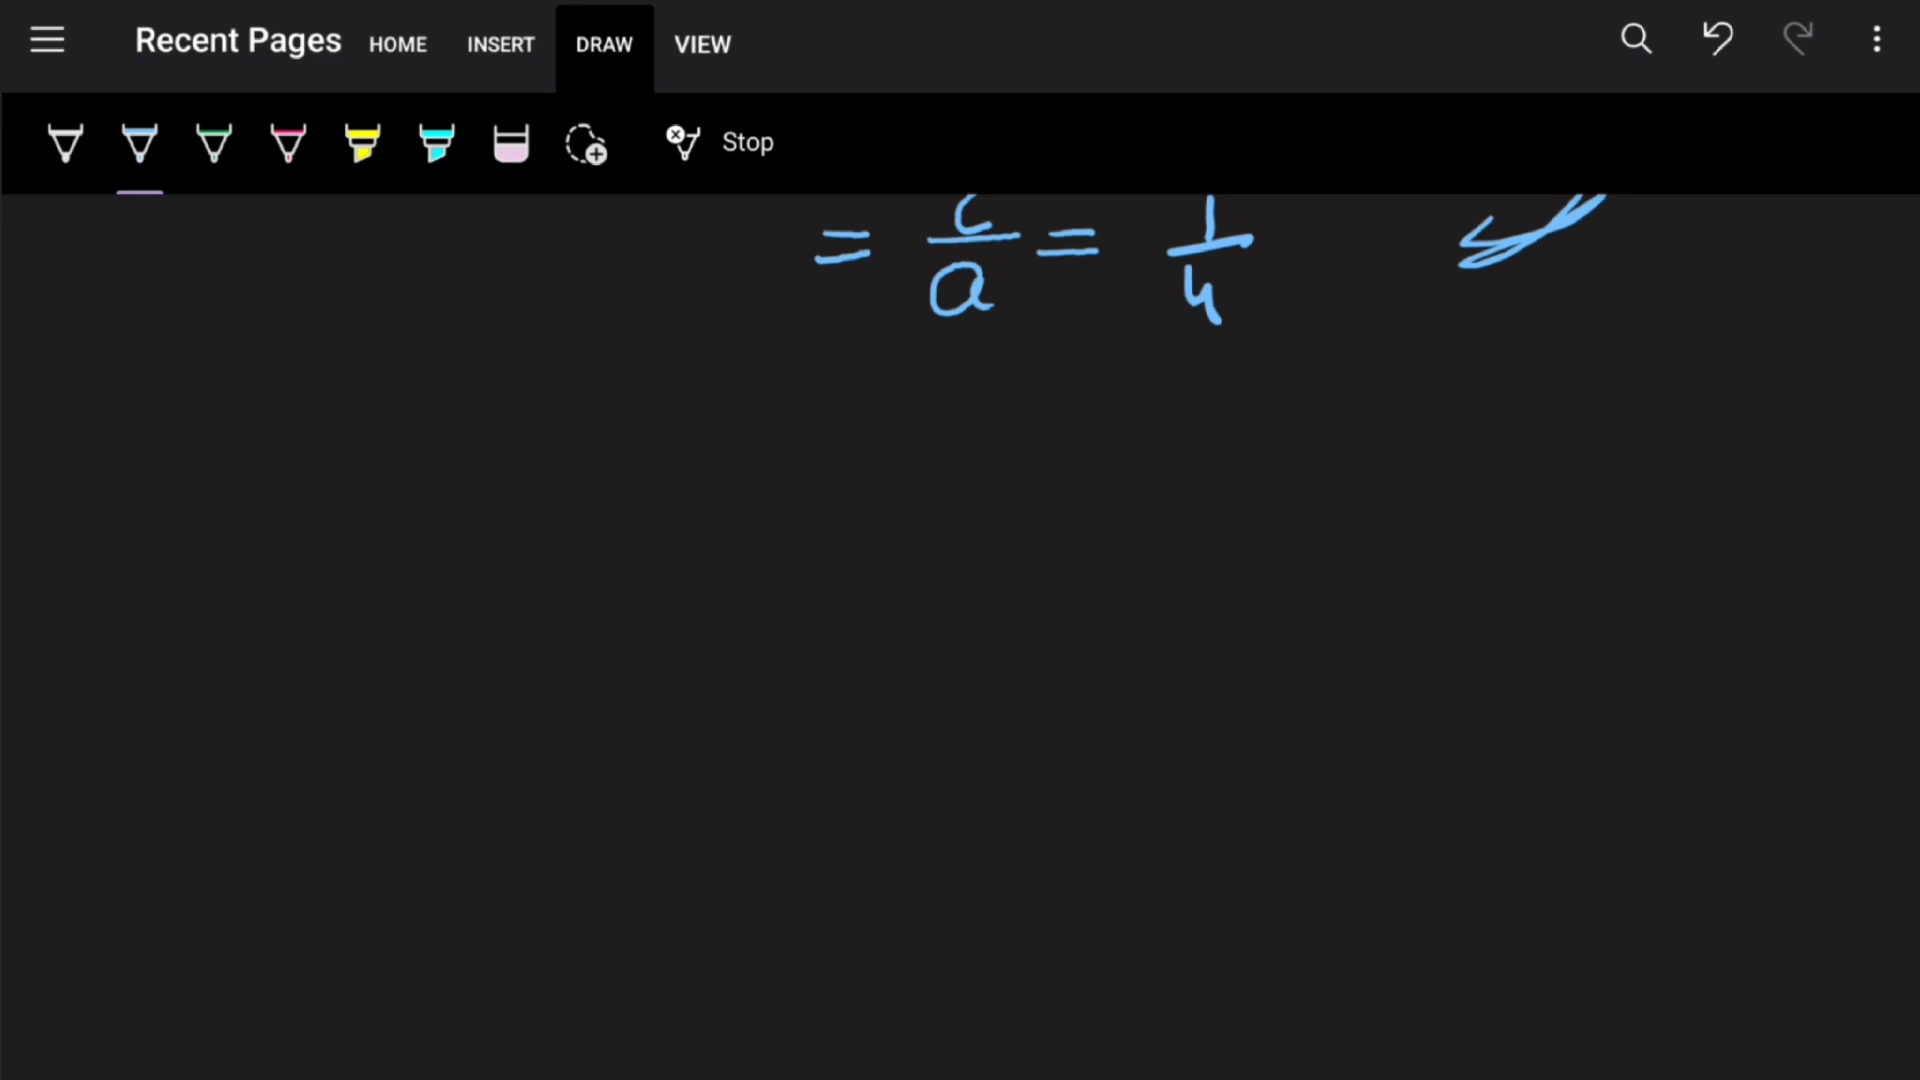 Recent Pages HOME INSERT DRAW VIEW
Stop
= c/a = 1/4